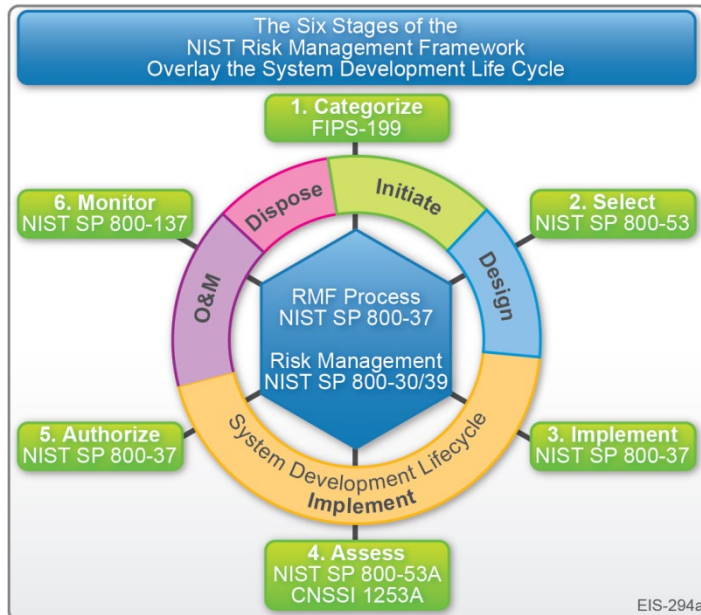 The Six Stages of the
NIST Risk Management Framework
Overlay the System Development Life Cycle
1. Categorize
FIPS-199
6. Monitor
NIST SP 800-137
Dispose
Initiate
2. Select
NIST SP 800-53
O&M
Design
RMF Process
NIST SP 800-37
Risk Management
NIST SP 800-30/39
5. Authorize
NIST SP 800-37
System Development Lifecycle
Implement
3. Implement
NIST SP 800-37
4. Assess
NIST SP 800-53A
CNSSI 1253A
EIS-294a